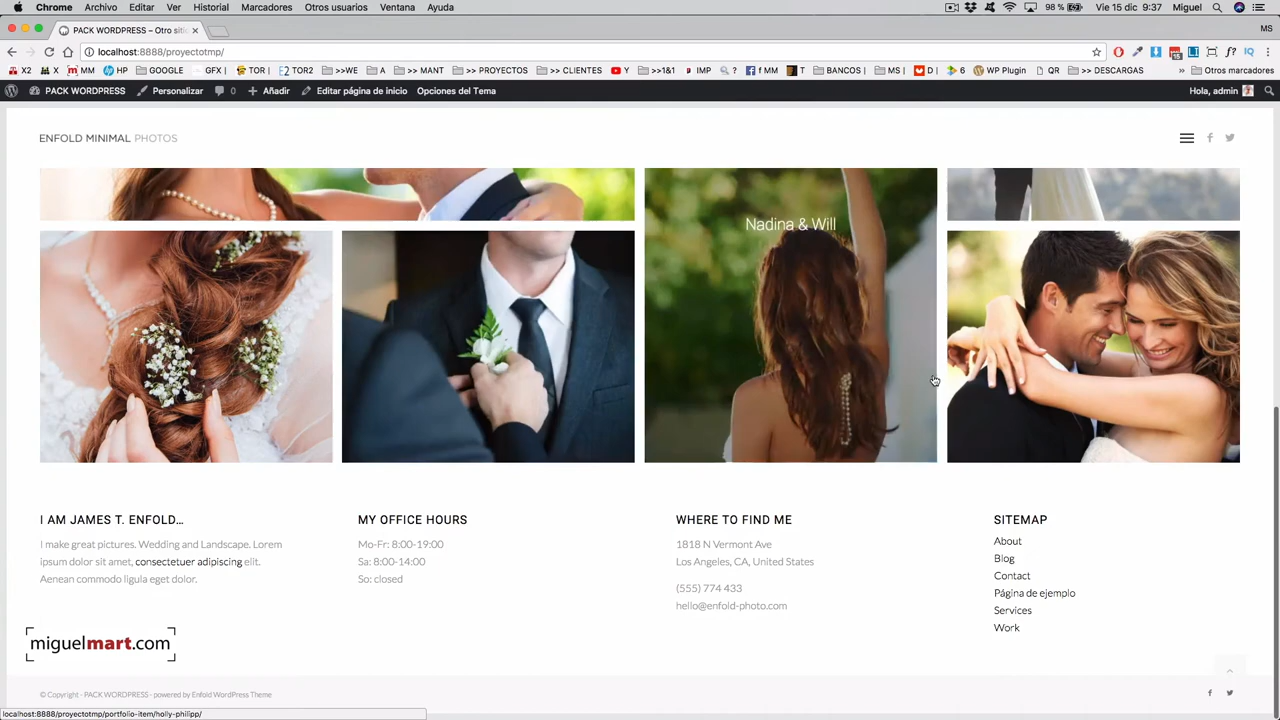 Chrome Archivo Editar Ver Historial Marcadores Otros usuarios Ventana Ayuda 98 % Vie 15 dic 9:37 Miguel
PACK WORDPRESS – Otro siti MS
localhost:8888/proyectotmp/
X2 MM HP GOOGLE GFX | TOR | TOR2 >>WE A >> MANT >> PROYECTOS >> CLIENTES Y >>1&1 IMP ? f MM T BANCOS | MS | D | 6 WP Plugin QR >> DESCARGAS » Otros marcadores
PACK WORDPRESS Personalizar 0 Añadir Editar página de inicio Opciones del Tema Hola, admin
ENFOLD MINIMAL PHOTOS
Nadina & Will
I AM JAMES T. ENFOLD…
I make great pictures. Wedding and Landscape. Lorem
ipsum dolor sit amet, consectetuer adipiscing elit.
Aenean commodo ligula eget dolor.
MY OFFICE HOURS
Mo-Fr: 8:00-19:00
Sa: 8:00-14:00
So: closed
WHERE TO FIND ME
1818 N Vermont Ave
Los Angeles, CA, United States
(555) 774 433
hello@enfold-photo.com
SITEMAP
About
Blog
Contact
Página de ejemplo
Services
Work
miguelmart.com
© Copyright - PACK WORDPRESS - powered by Enfold WordPress Theme
localhost:8888/proyectotmp/portfolio-item/holly-philipp/